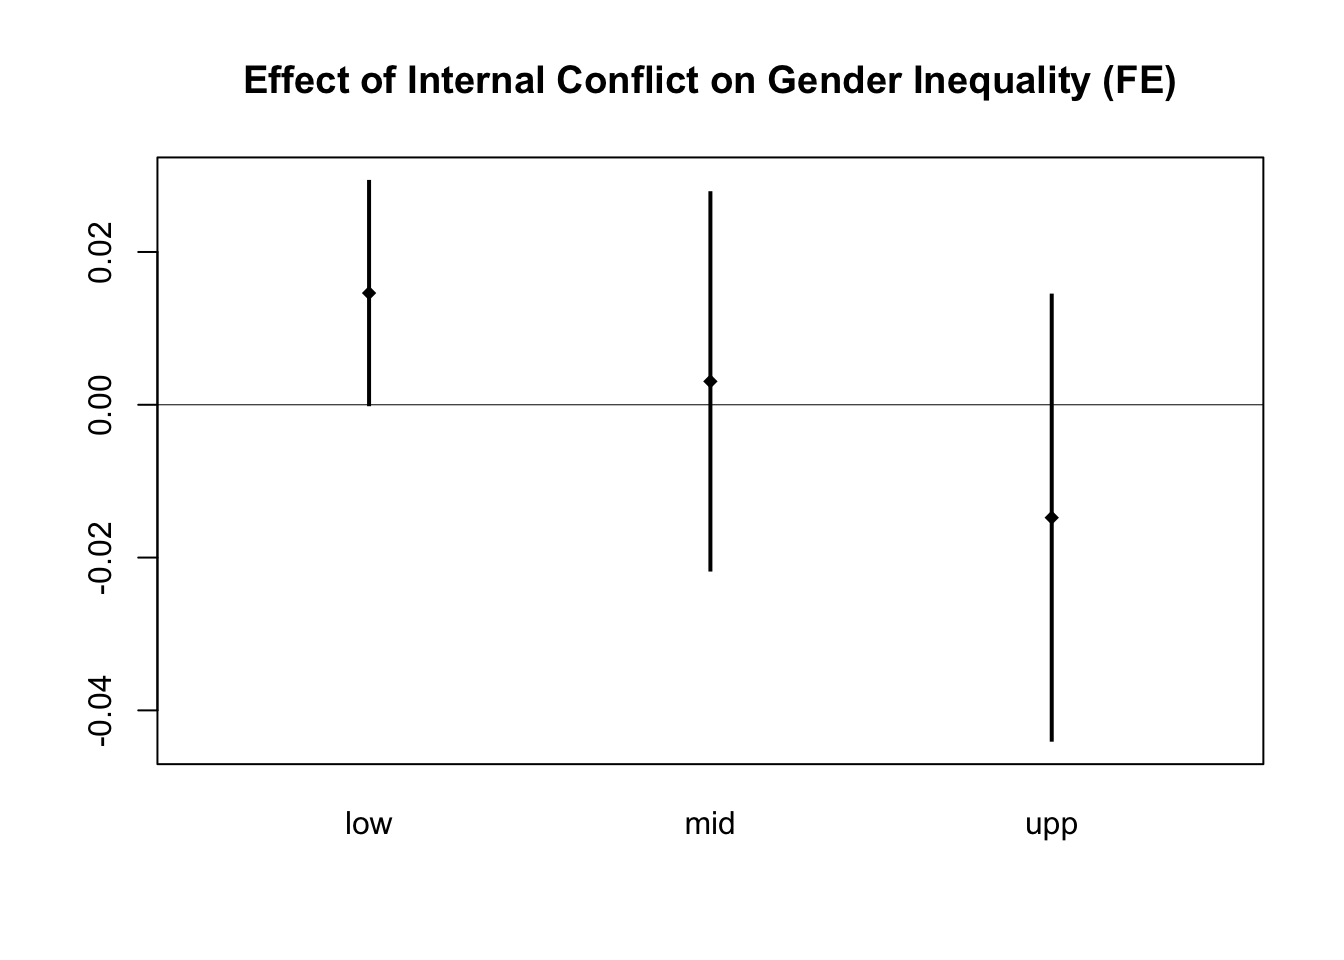 Effect of Internal Conflict on Gender Inequality (FE)
0.02
0.00
-0.02
-0.04
low mid upp